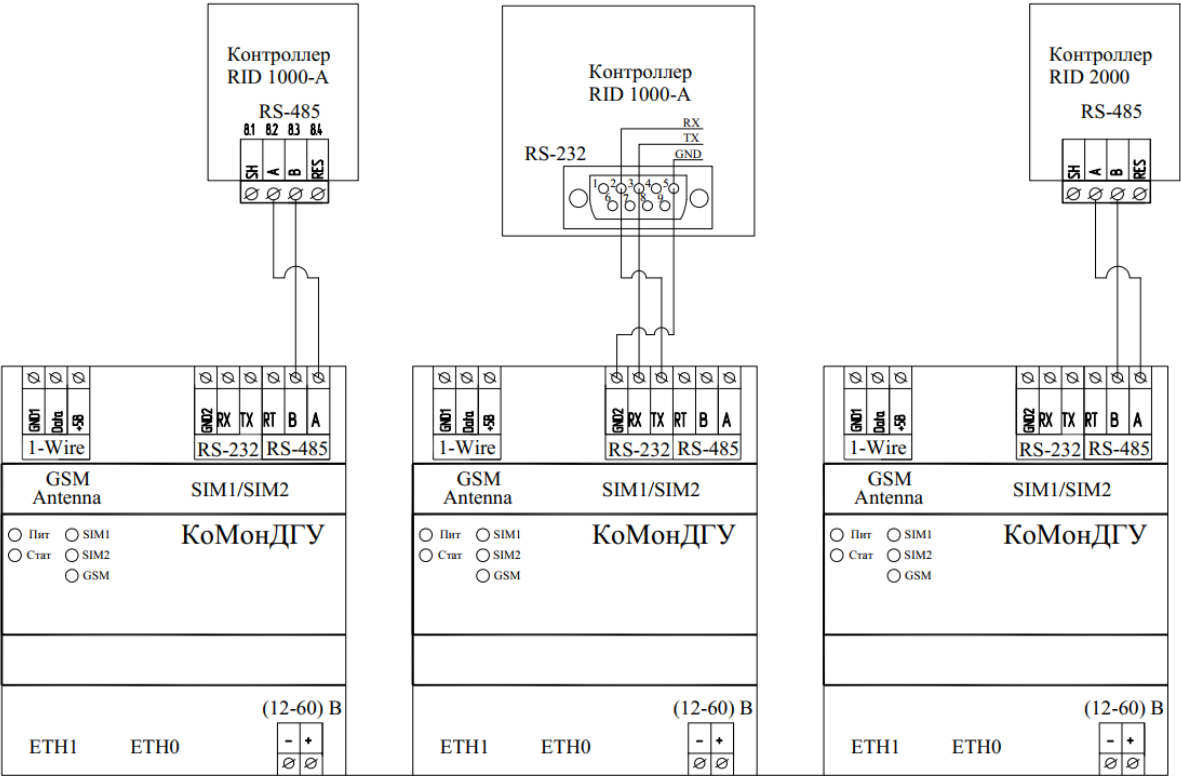 Контроллер
RID 1000-A
RS-485
8.1 8.2 8.3 8.4
SH A B RES
GND1 Data +5В
1-Wire
GND2 RX TX RT B A
RS-232 RS-485
GSM
Antenna
SIM1/SIM2
Пит SIM1
Стат SIM2
GSM
КоМонДГУ
(12-60) В
ETH1 ETH0
- +
Контроллер
RID 1000-A
RX
TX
GND
RS-232
1 2 3 4 5
6 7 8 9
GND1 Data +5В
1-Wire
GND2 RX TX RT B A
RS-232 RS-485
GSM
Antenna
SIM1/SIM2
Пит SIM1
Стат SIM2
GSM
КоМонДГУ
(12-60) В
ETH1 ETH0
- +
Контроллер
RID 2000
RS-485
SH A B RES
GND1 Data +5В
1-Wire
GND2 RX TX RT B A
RS-232 RS-485
GSM
Antenna
SIM1/SIM2
Пит SIM1
Стат SIM2
GSM
КоМонДГУ
(12-60) В
ETH1 ETH0
- +